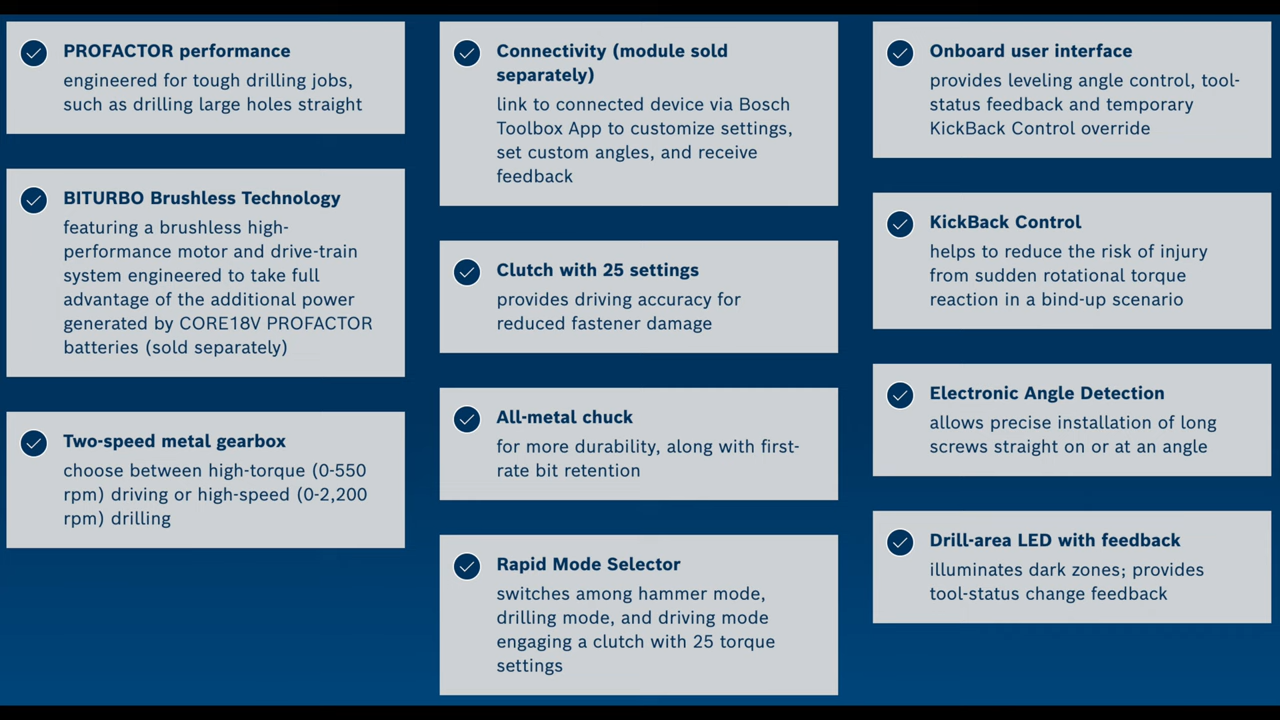 PROFACTOR performance
engineered for tough drilling jobs,
such as drilling large holes straight
BITURBO Brushless Technology
featuring a brushless high-
performance motor and drive-train
system engineered to take full
advantage of the additional power
generated by CORE18V PROFACTOR
batteries (sold separately)
Two-speed metal gearbox
choose between high-torque (0-550
rpm) driving or high-speed (0-2,200
rpm) drilling
Connectivity (module sold
separately)
link to connected device via Bosch
Toolbox App to customize settings,
set custom angles, and receive
feedback
Clutch with 25 settings
provides driving accuracy for
reduced fastener damage
All-metal chuck
for more durability, along with first-
rate bit retention
Rapid Mode Selector
switches among hammer mode,
drilling mode, and driving mode
engaging a clutch with 25 torque
settings
Onboard user interface
provides leveling angle control, tool-
status feedback and temporary
KickBack Control override
KickBack Control
helps to reduce the risk of injury
from sudden rotational torque
reaction in a bind-up scenario
Electronic Angle Detection
allows precise installation of long
screws straight on or at an angle
Drill-area LED with feedback
illuminates dark zones; provides
tool-status change feedback